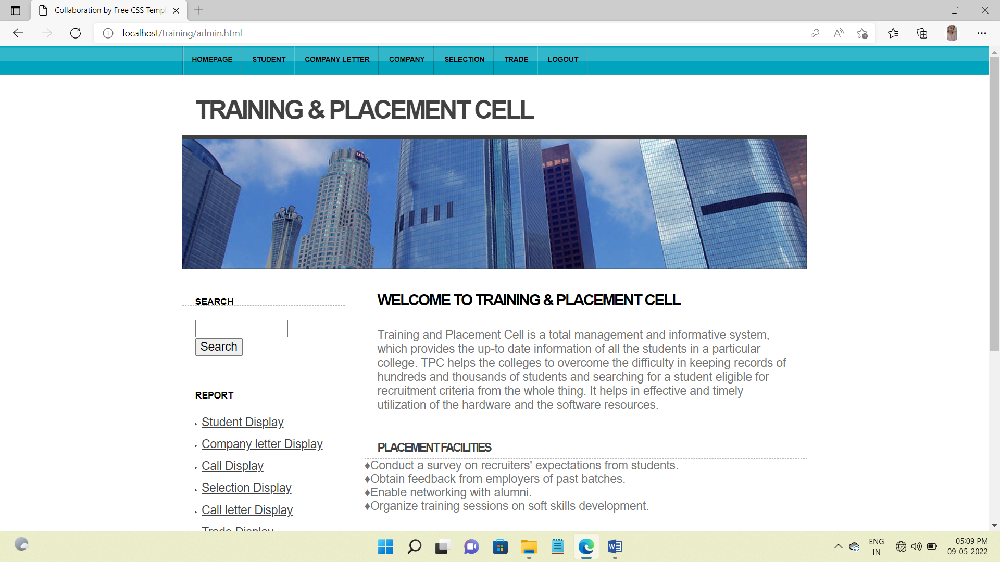 Collaboration by Free CSS Templ
localhost/training/admin.html
HOMEPAGE STUDENT COMPANY LETTER COMPANY SELECTION TRADE LOGOUT
TRAINING & PLACEMENT CELL
SEARCH
Search
REPORT
Student Display
Company letter Display
Call Display
Selection Display
Call letter Display
Trade Display
WELCOME TO TRAINING & PLACEMENT CELL
Training and Placement Cell is a total management and informative system,
which provides the up-to date information of all the students in a particular
college. TPC helps the colleges to overcome the difficulty in keeping records of
hundreds and thousands of students and searching for a student eligible for
recruitment criteria from the whole thing. It helps in effective and timely
utilization of the hardware and the software resources.
PLACEMENT FACILITIES
♦Conduct a survey on recruiters' expectations from students.
♦Obtain feedback from employers of past batches.
♦Enable networking with alumni.
♦Organize training sessions on soft skills development.
ENG
IN
05:09 PM
09-05-2022